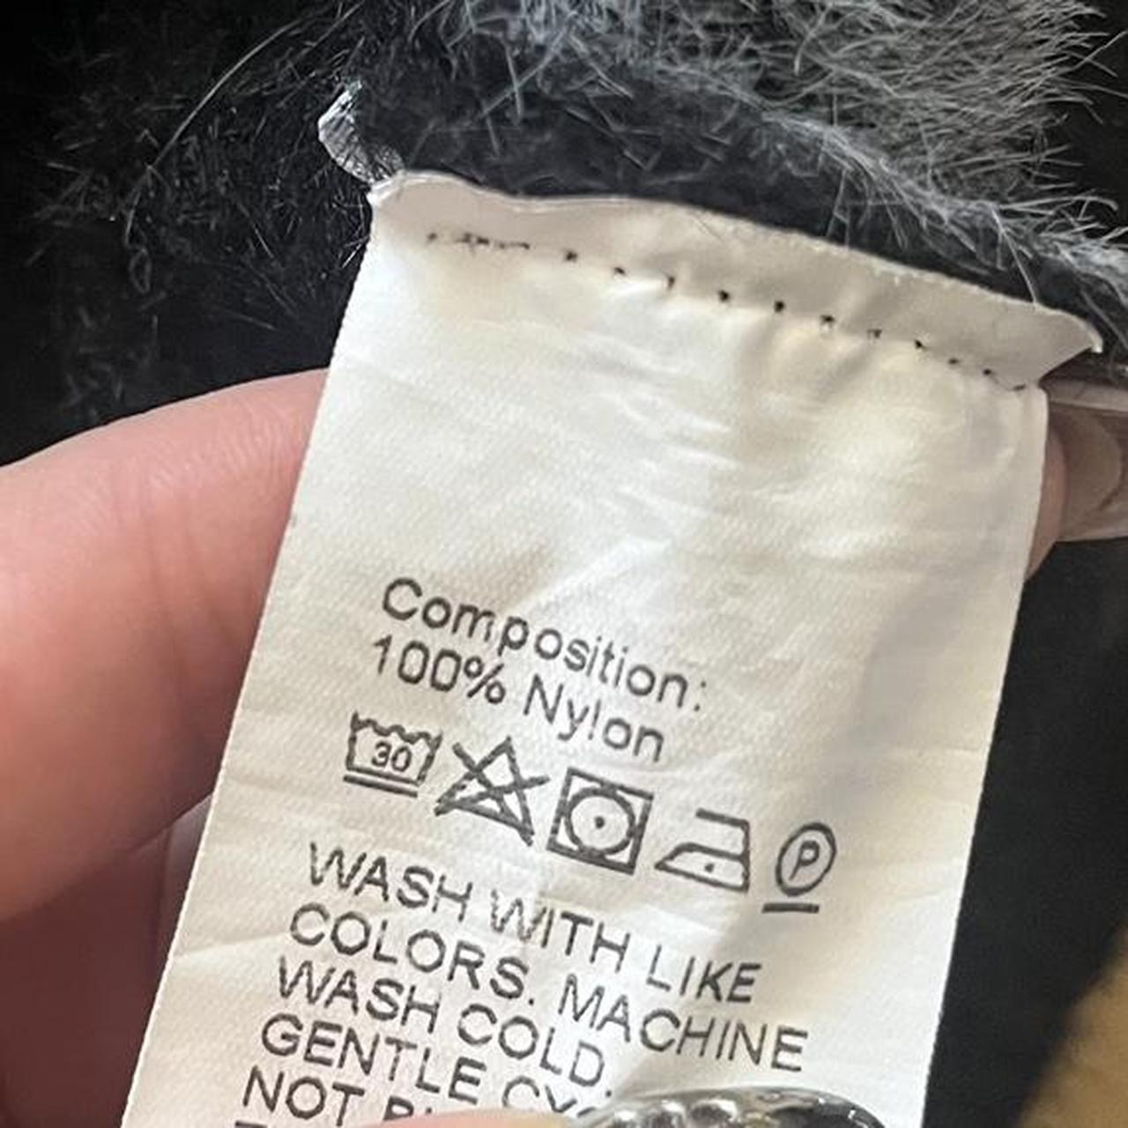 Composition:
100% Nylon
30
P
WASH WITH LIKE
COLORS. MACHINE
WASH COLD.
GENTLE
NOT